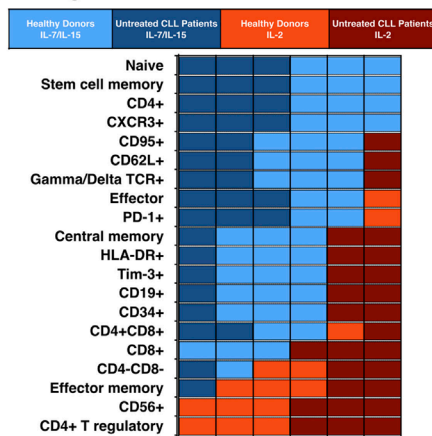 Healthy Donors
IL-7/IL-15
Untreated CLL Patients
IL-7/IL-15
Healthy Donors
IL-2
Untreated CLL Patients
IL-2
Naive
Stem cell memory
CD4+
CXCR3+
CD95+
CD62L+
Gamma/Delta TCR+
Effector
PD-1+
Central memory
HLA-DR+
Tim-3+
CD19+
CD34+
CD4+CD8+
CD8+
CD4-CD8-
Effector memory
CD56+
CD4+ T regulatory